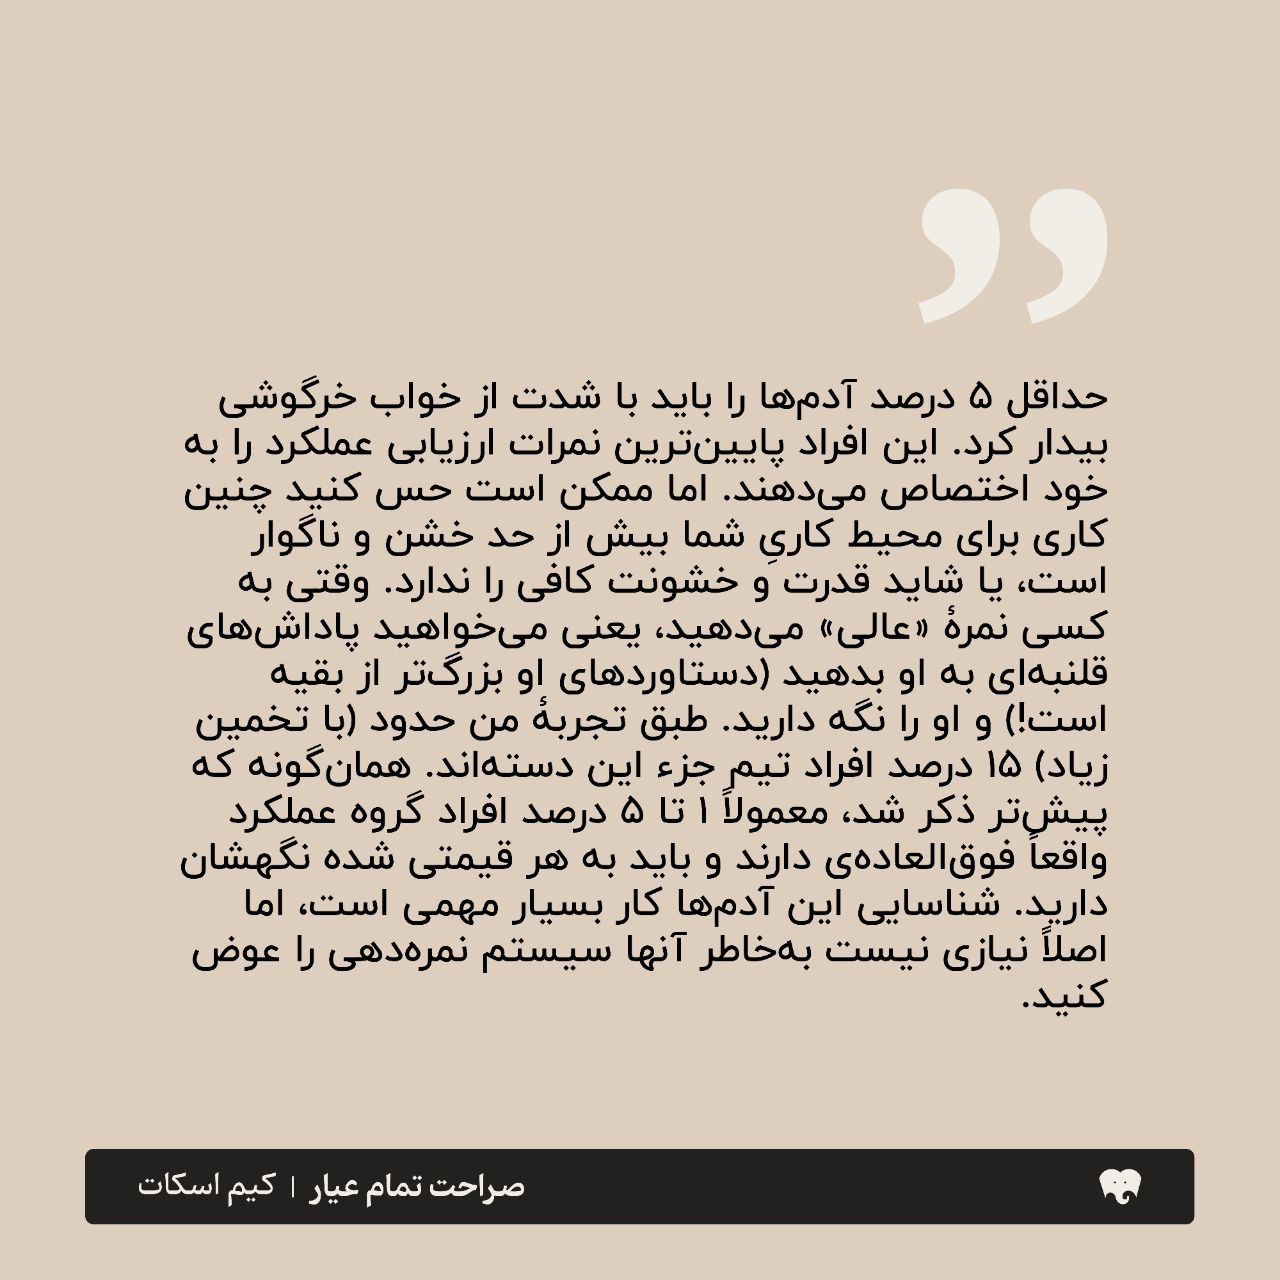 ”
حداقل ۵ درصد آدم‌ها را باید با شدت از خواب خرگوشی
بیدار کرد. این افراد پایین‌ترین نمرات ارزیابی عملکرد را به
خود اختصاص می‌دهند. اما ممکن است حس کنید چنین
کاری برای محیط کاریِ شما بیش از حد خشن و ناگوار
است، یا شاید قدرت و خشونت کافی را ندارد. وقتی به
کسی نمرهٔ «عالی» می‌دهید، یعنی می‌خواهید پاداش‌های
قلنبه‌ای به او بدهید (دستاوردهای او بزرگ‌تر از بقیه
است!) و او را نگه دارید. طبق تجربهٔ من حدود (با تخمین
زیاد) ۱۵ درصد افراد تیم جزء این دسته‌اند. همان‌گونه که
پیش‌تر ذکر شد، معمولاً ۱ تا ۵ درصد افراد گروه عملکرد
واقعاً فوق‌العاده‌ی دارند و باید به هر قیمتی شده نگهشان
دارید. شناسایی این آدم‌ها کار بسیار مهمی است، اما
اصلاً نیازی نیست به‌خاطر آنها سیستم نمره‌دهی را عوض
کنید.
صراحت تمام عیار | کیم اسکات